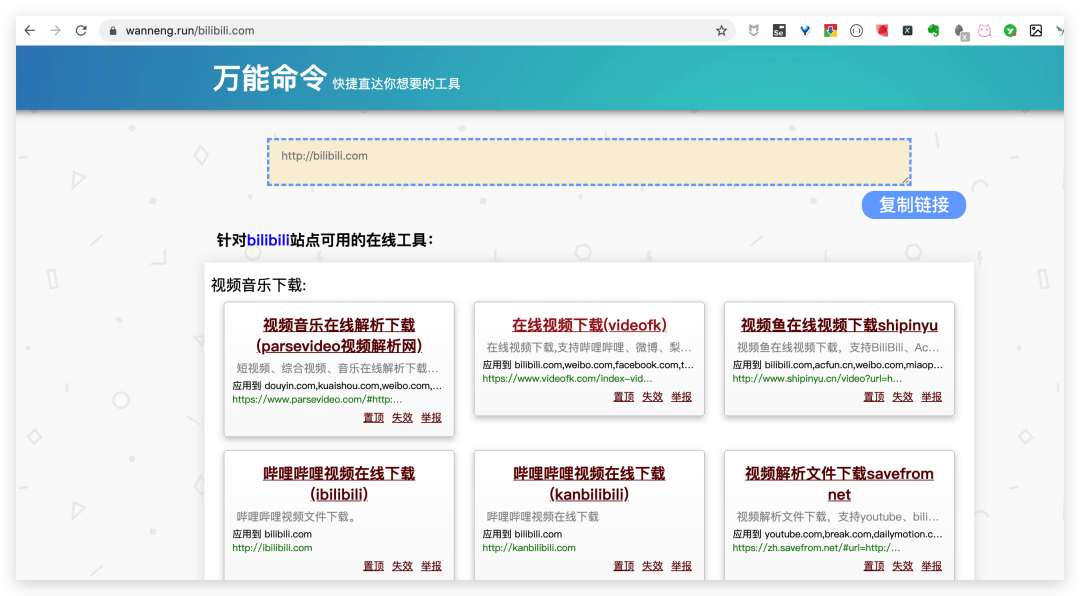 wanneng.run/bilibili.com
万能命令 快捷直达你想要的工具
http://bilibili.com
复制链接
针对bilibili站点可用的在线工具：
视频音乐下载:
视频音乐在线解析下载
(parsevideo视频解析网)
短视频、综合视频、音乐在线解析下载...
应用到 douyin.com,kuaishou.com,weibo.com,...
https://www.parsevideo.com/#http:...
置顶 失效 举报
在线视频下载(videofk)
在线视频下载,支持哔哩哔哩、微博、梨...
应用到 bilibili.com,weibo.com,facebook.com,t...
https://www.videofk.com/index-vid...
置顶 失效 举报
视频鱼在线视频下载shipinyu
视频鱼在线视频下载，支持BiliBili、Ac...
应用到 bilibili.com,acfun.cn,weibo.com,miaop...
http://www.shipinyu.cn/video?url=h...
置顶 失效 举报
哔哩哔哩视频在线下载
(ibilibili)
哔哩哔哩视频文件下载。
应用到 bilibili.com
http://ibilibili.com
置顶 失效 举报
哔哩哔哩视频在线下载
(kanbilibili)
哔哩哔哩视频在线下载
应用到 bilibili.com
http://kanbilibili.com
置顶 失效 举报
视频解析文件下载savefrom
net
视频解析文件下载，支持youtube、bili...
应用到 youtube.com,break.com,dailymotion.c...
https://zh.savefrom.net/#url=http:/...
置顶 失效 举报